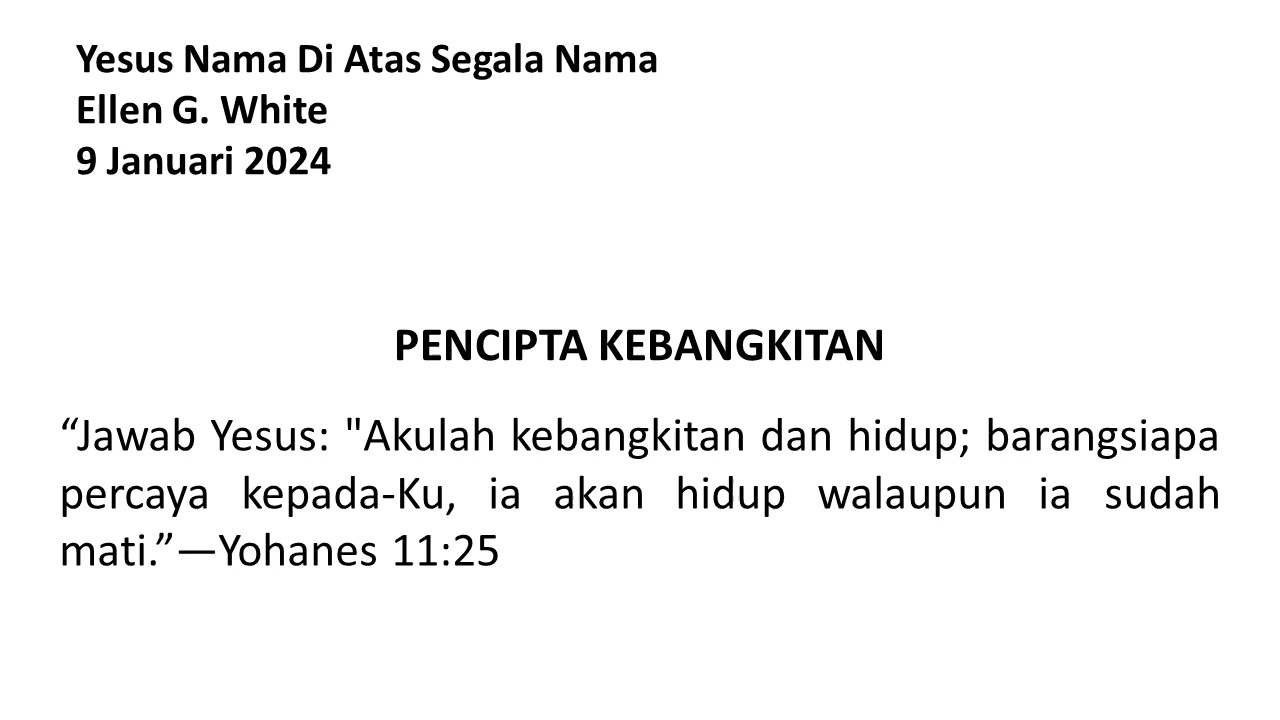 Yesus Nama Di Atas Segala Nama
Ellen G. White
9 Januari 2024
PENCIPTA KEBANGKITAN
“Jawab Yesus: "Akulah kebangkitan dan hidup; barangsiapa
percaya kepada-Ku, ia akan hidup walaupun ia sudah
mati.”—Yohanes 11:25